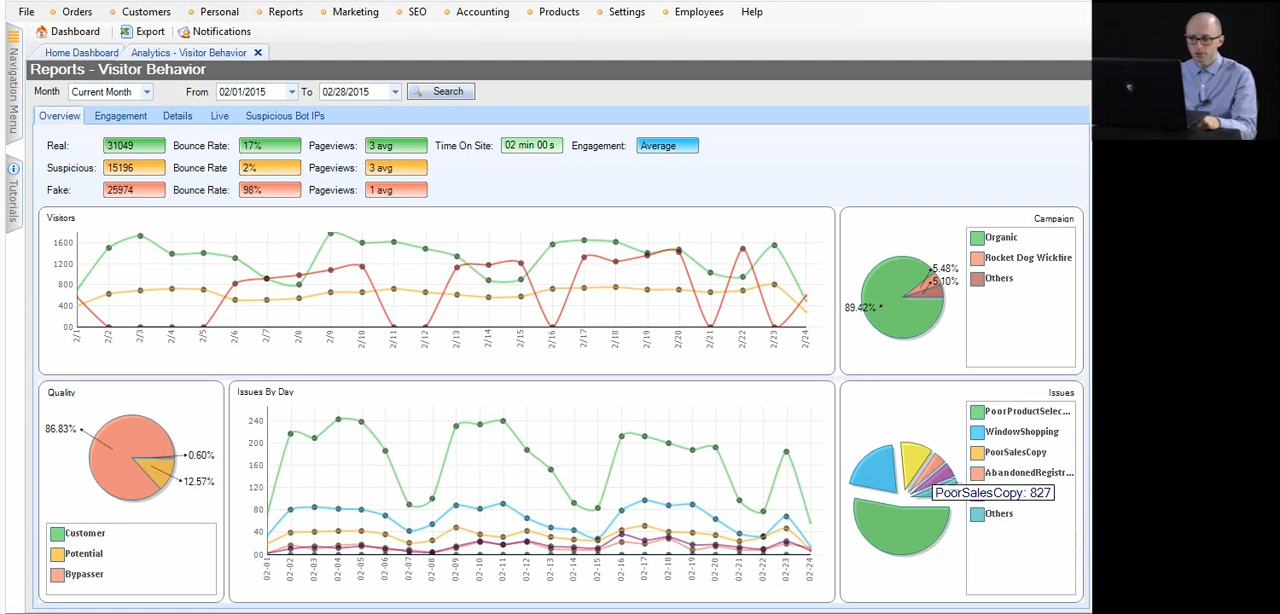 File Orders Customers Personal Reports Marketing SEO Accounting Products Settings Employees Help
Dashboard Export Notifications
Home Dashboard Analytics - Visitor Behavior
Reports - Visitor Behavior
Month Current Month From 02/01/2015 To 02/28/2015 Search
Overview Engagement Details Live Suspicious Bot IPs
Navigation Menu
Tutorials
Real: 31049 Bounce Rate: 17% Pageviews: 3 avg Time On Site: 02 min 00 s Engagement: Average
Suspicious: 15196 Bounce Rate 2% Pageviews: 3 avg
Fake: 25974 Bounce Rate: 98% Pageviews: 1 avg
Visitors
1600
1200
800
400
00
2/1 2/2 2/3 2/4 2/5 2/6 2/7 2/8 2/9 2/10 2/11 2/12 2/13 2/14 2/15 2/16 2/17 2/18 2/19 2/20 2/21 2/22 2/23 2/24
Campaign
Organic
Rocket Dog Wickfire
Others
5.48%
5.10%
89.42%
Quality
86.83%
0.60%
12.57%
Customer
Potential
Bypasser
Issues By Day
240
200
160
120
80
40
00
02-01 02-02 02-03 02-04 02-05 02-06 02-07 02-08 02-09 02-10 02-11 02-12 02-13 02-14 02-15 02-16 02-17 02-18 02-19 02-20 02-21 02-22 02-23 02-24
Issues
PoorProductSelec...
WindowShopping
PoorSalesCopy
AbandonedRegistr...
PoorSalesCopy: 827
Others